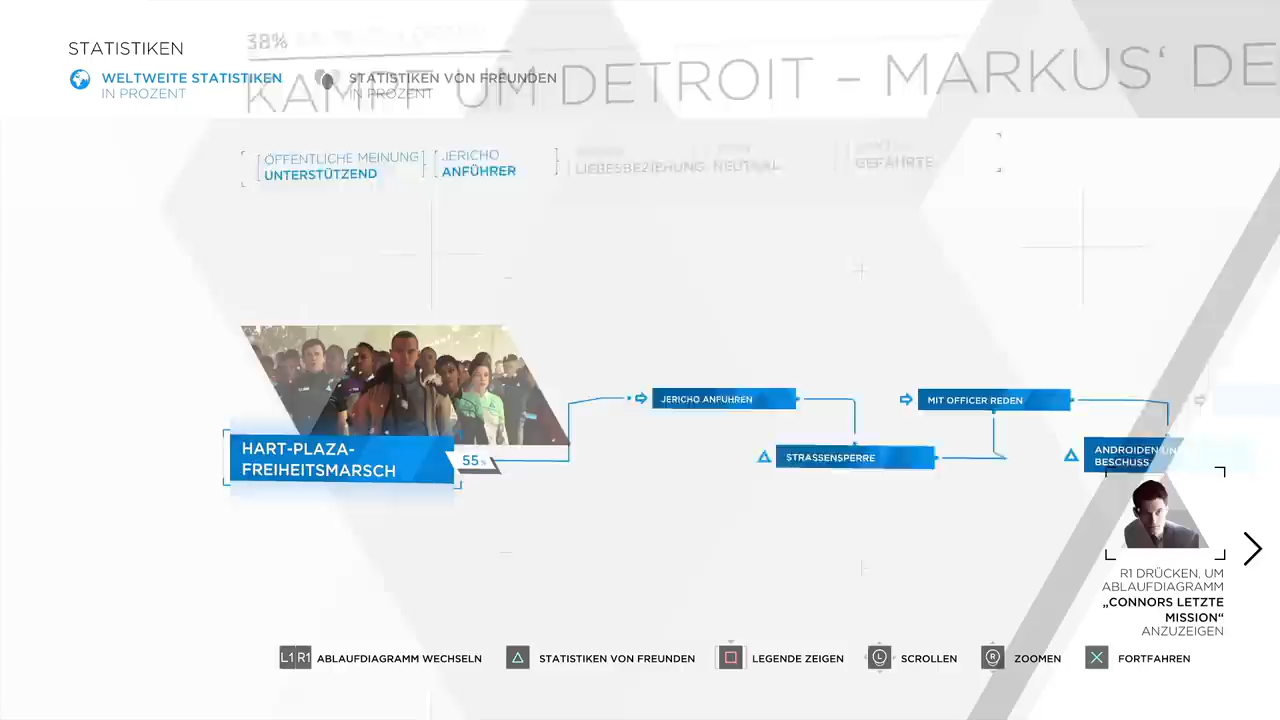 STATISTIKEN
38%
WELTWEITE STATISTIKEN
IN PROZENT
STATISTIKEN VON FREUNDEN
IN PROZENT
KAMPF UM DETROIT – MARKUS‘ DE
ÖFFENTLICHE MEINUNG
UNTERSTÜTZEND
JERICHO
ANFÜHRER
LIEBESBEZIEHUNG
NEUTRAL
GEFÄHRTE
JERICHO ANFÜHREN
MIT OFFICER REDEN
HART-PLAZA-
FREIHEITSMARSCH
55%
STRASSENSPERRE
ANDROIDEN UN
BESCHUSS
R1 DRÜCKEN, UM
ABLAUFDIAGRAMM
„CONNORS LETZTE
MISSION“
ANZUZEIGEN
L1 R1 ABLAUFDIAGRAMM WECHSELN
STATISTIKEN VON FREUNDEN
LEGENDE ZEIGEN
L SCROLLEN
R ZOOMEN
FORTFAHREN